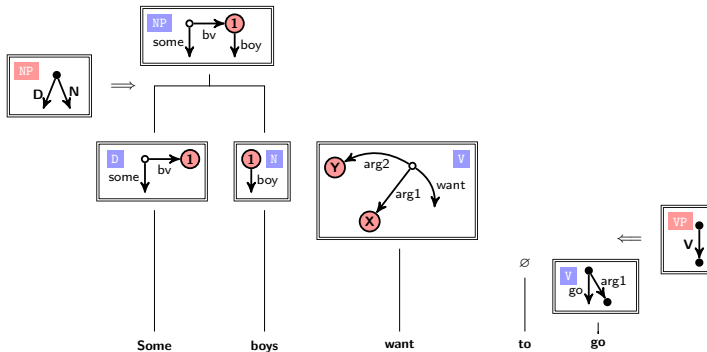 NP
some bv 1 boy
NP
D N
⟹
D
some bv 1
1 N
boy
V
Y arg2
want
arg1
X
VP
V
⟸
∅
V
go arg1
Some boys want to go